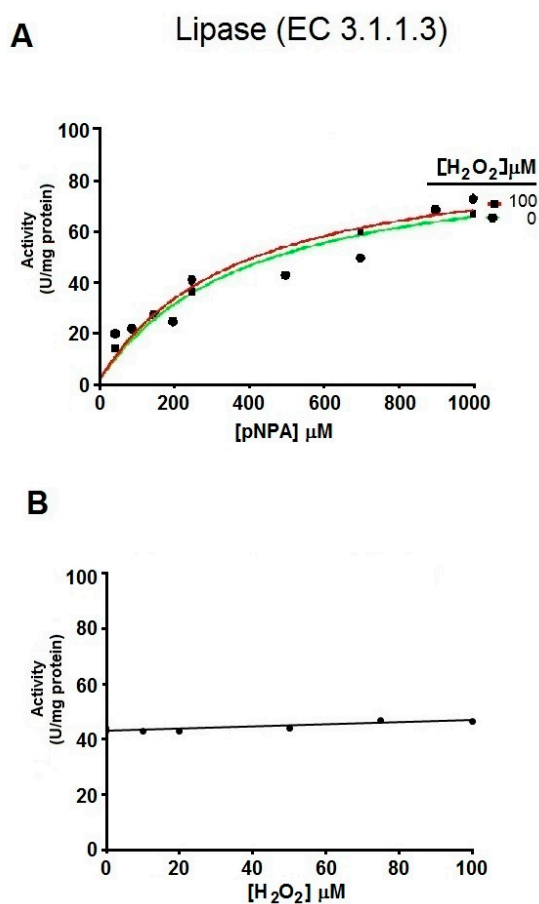 Lipase (EC 3.1.1.3)
A
Activity
(U/mg protein)
100
80
60
40
20
0
0 200 400 600 800 1000
[pNPA] μM
[H₂O₂]μM
100
0
B
Activity
(U/mg protein)
100
80
60
40
20
0
0 20 40 60 80 100
[H₂O₂] μM